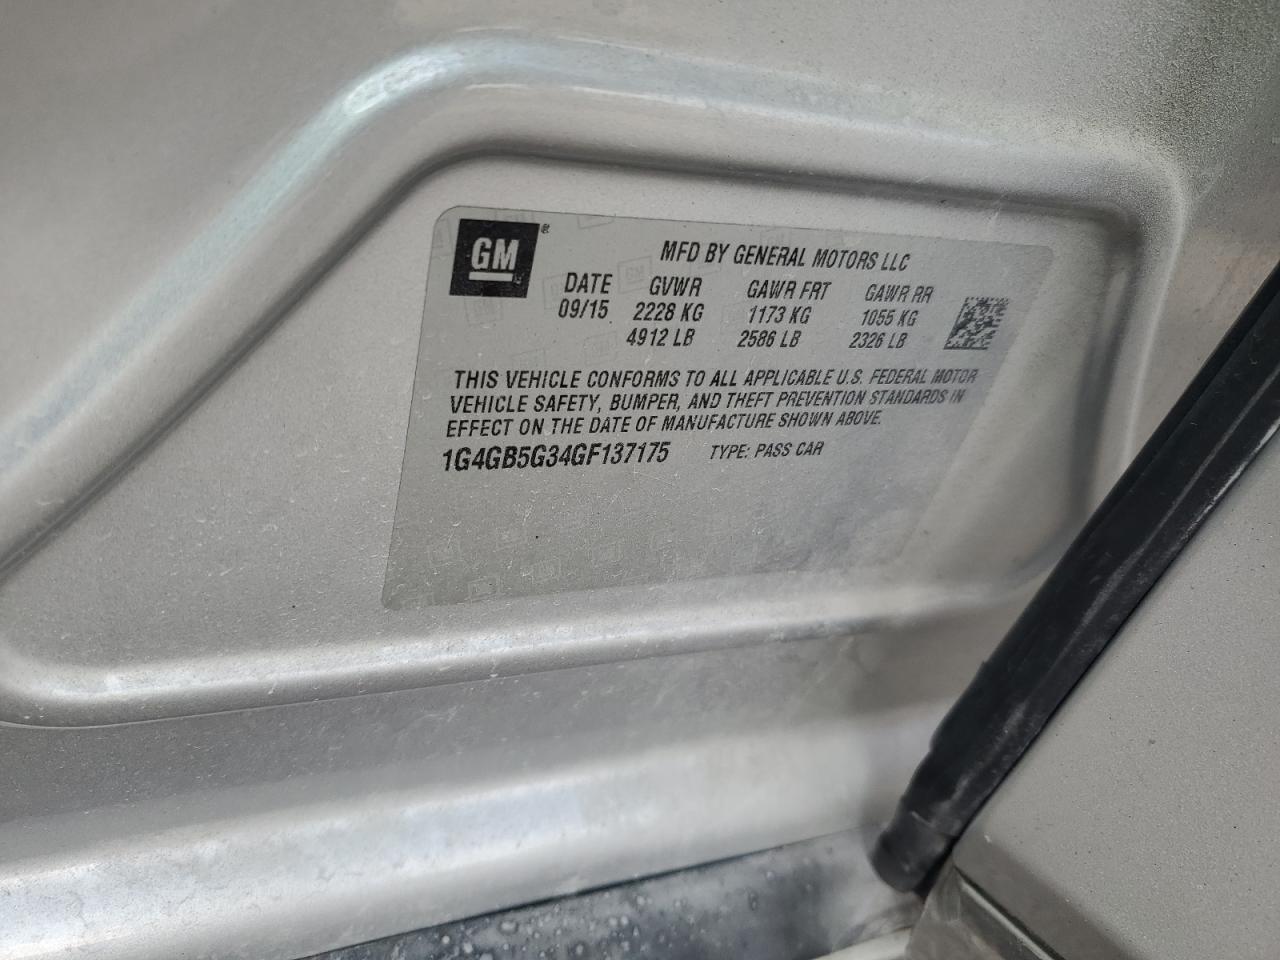 GM®
MFD BY GENERAL MOTORS LLC
DATE GVWR GAWR FRT GAWR RR
09/15 2228 KG 1173 KG 1055 KG
4912 LB 2586 LB 2326 LB
THIS VEHICLE CONFORMS TO ALL APPLICABLE U.S. FEDERAL MOTOR
VEHICLE SAFETY, BUMPER, AND THEFT PREVENTION STANDARDS IN
EFFECT ON THE DATE OF MANUFACTURE SHOWN ABOVE.
1G4GB5G34GF137175 TYPE: PASS CAR